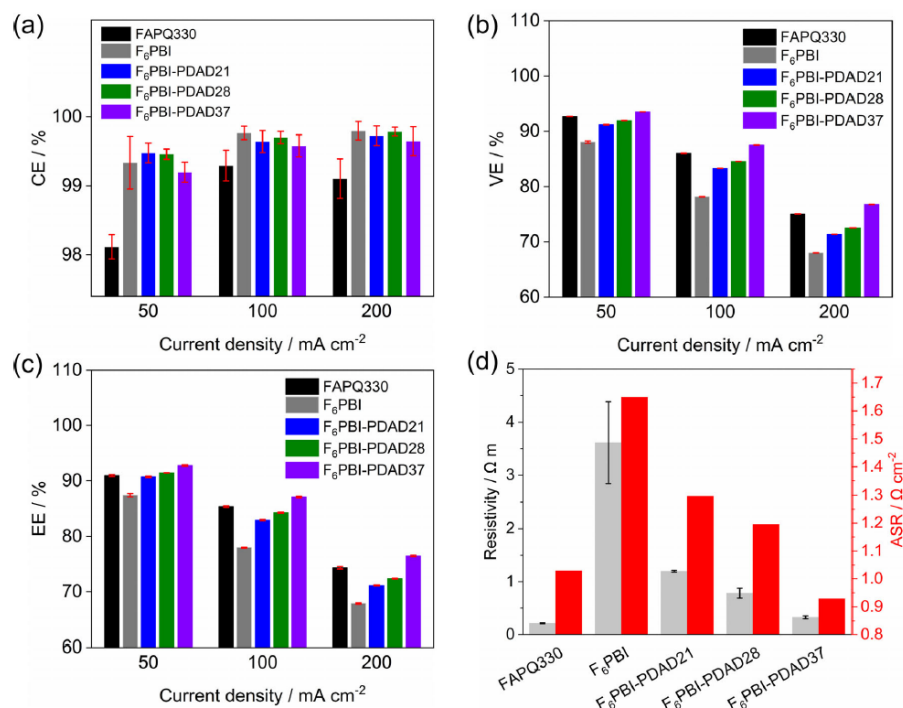 (a)
FAPQ330
F₆PBI
F₆PBI-PDAD21
F₆PBI-PDAD28
F₆PBI-PDAD37
100
99
98
CE / %
50 100 200
Current density / mA cm⁻²
(b)
FAPQ330
F₆PBI
F₆PBI-PDAD21
F₆PBI-PDAD28
F₆PBI-PDAD37
110
100
90
80
70
60
VE / %
50 100 200
Current density / mA cm⁻²
(c)
FAPQ330
F₆PBI
F₆PBI-PDAD21
F₆PBI-PDAD28
F₆PBI-PDAD37
110
100
90
80
70
60
EE / %
50 100 200
Current density / mA cm⁻²
(d)
5
4
3
2
1
0
Resistivity / Ω m
1.7
1.6
1.5
1.4
1.3
1.2
1.1
1.0
0.9
0.8
ASR / Ω cm⁻²
FAPQ330
F₆PBI
F₆PBI-PDAD21
F₆PBI-PDAD28
F₆PBI-PDAD37